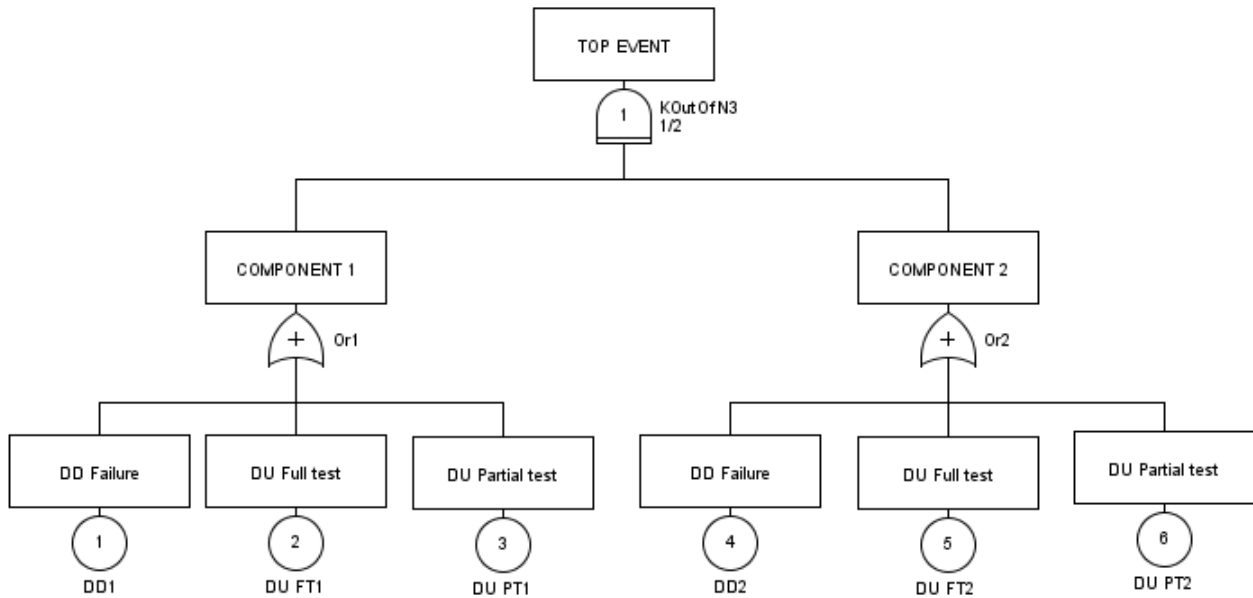 TOP EVENT
1
KOutOfN3
1/2
COMPONENT 1
COMPONENT 2
+
Or1
+
Or2
DD Failure
DU Full test
DU Partial test
DD Failure
DU Full test
DU Partial test
1
2
3
4
5
6
DD1
DU FT1
DU PT1
DD2
DU FT2
DU PT2